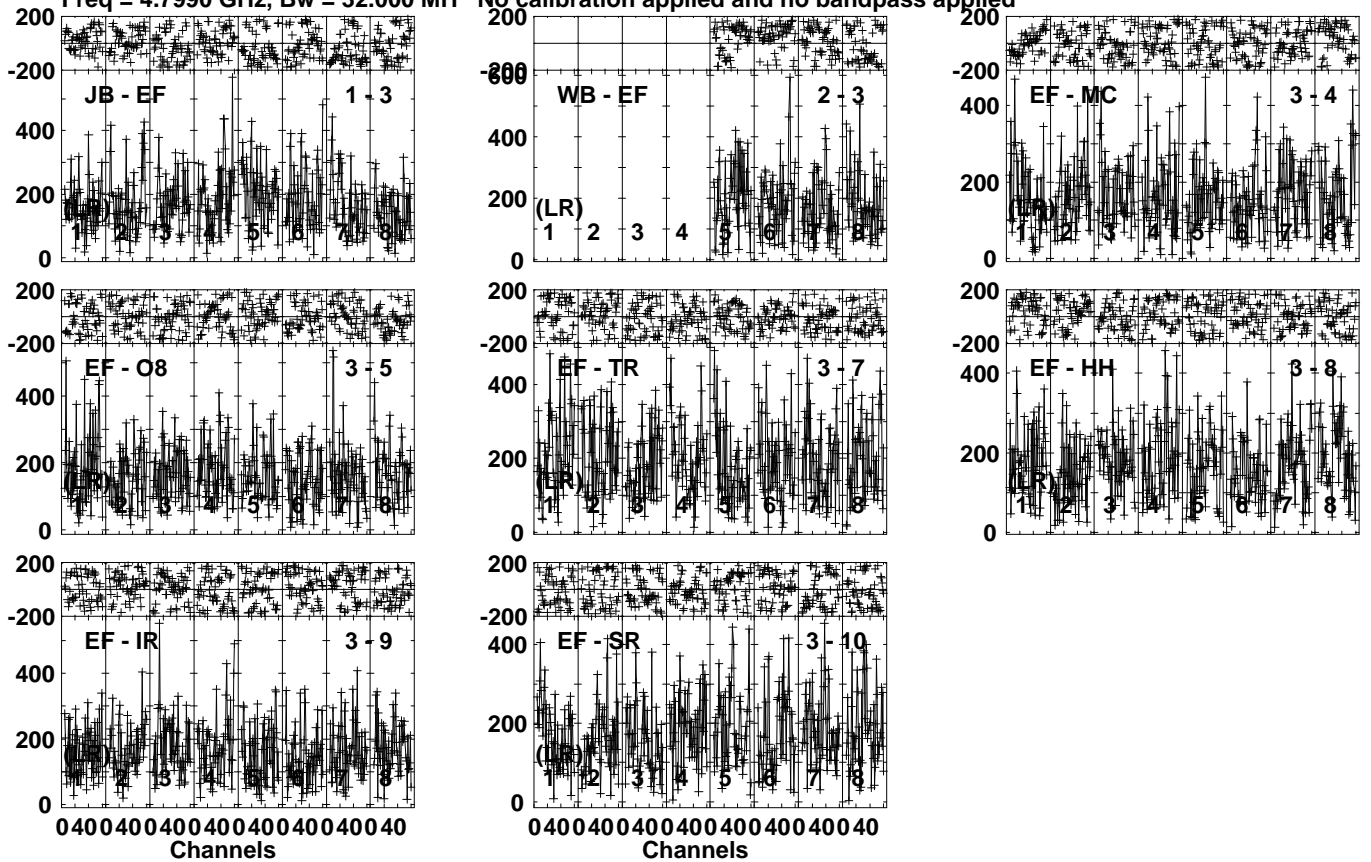 Freq = 4.7990 GHz, Bw = 32.000 MH No calibration applied and no bandpass applied
200 200 200
-200 -200 -200
600
JB - EF 1 - 3 WB - EF 2 - 3 EF - MC 3 - 4
400 400 400
200 200 200
(LR) (LR) (LR)
1 2 3 4 5 6 7 8 1 2 3 4 5 6 7 8 1 2 3 4 5 6 7 8
0 0 0
200 200 200
-200 -200 -200
EF - O8 3 - 5 EF - TR 3 - 7 EF - HH 3 - 8
400 400 400
200 200 200
(LR) (LR) (LR)
1 2 3 4 5 6 7 8 1 2 3 4 5 6 7 8 1 2 3 4 5 6 7 8
0 0 0
200 200
-200 -200
EF - IR 3 - 9 EF - SR 3 - 10
400 400
200 200
(LR) (LR)
1 2 3 4 5 6 7 8 1 2 3 4 5 6 7 8
0 0
0 40 0 40 0 40 0 40 0 40 0 40 0 40 0 40 0 40 0 40 0 40 0 40 0 40 0 40 0 40 0 40
Channels Channels